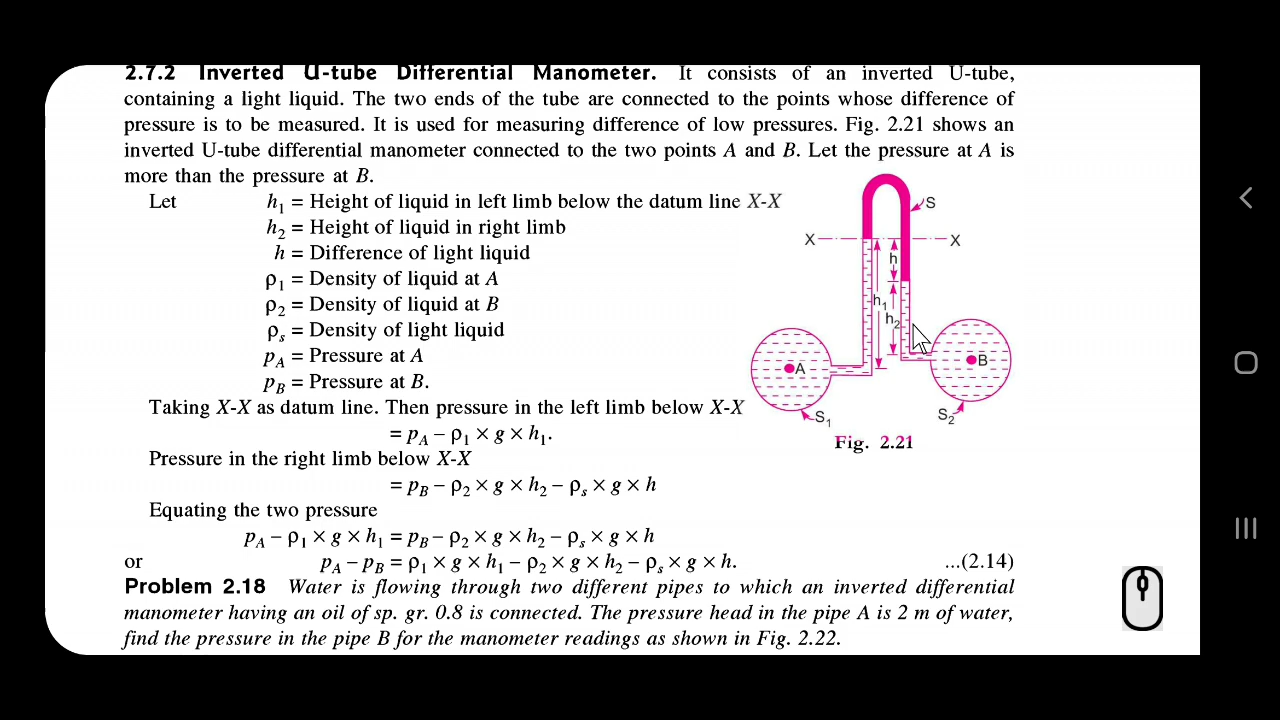 2.7.2 Inverted U-tube Differential Manometer. It consists of an inverted U-tube,
containing a light liquid. The two ends of the tube are connected to the points whose difference of
pressure is to be measured. It is used for measuring difference of low pressures. Fig. 2.21 shows an
inverted U-tube differential manometer connected to the two points A and B. Let the pressure at A is
more than the pressure at B.
Let h₁ = Height of liquid in left limb below the datum line X-X
h₂ = Height of liquid in right limb
h = Difference of light liquid
ρ₁ = Density of liquid at A
ρ₂ = Density of liquid at B
ρₛ = Density of light liquid
p_A = Pressure at A
p_B = Pressure at B.
Taking X-X as datum line. Then pressure in the left limb below X-X
= p_A – ρ₁ × g × h₁.
Pressure in the right limb below X-X
= p_B – ρ₂ × g × h₂ – ρₛ × g × h
Equating the two pressure
p_A – ρ₁ × g × h₁ = p_B – ρ₂ × g × h₂ – ρₛ × g × h
or p_A – p_B = ρ₁ × g × h₁ – ρ₂ × g × h₂ – ρₛ × g × h. ...(2.14)
S
X X
h
h₁
h₂
A
B
S₁
S₂
Fig. 2.21
Problem 2.18 Water is flowing through two different pipes to which an inverted differential
manometer having an oil of sp. gr. 0.8 is connected. The pressure head in the pipe A is 2 m of water,
find the pressure in the pipe B for the manometer readings as shown in Fig. 2.22.